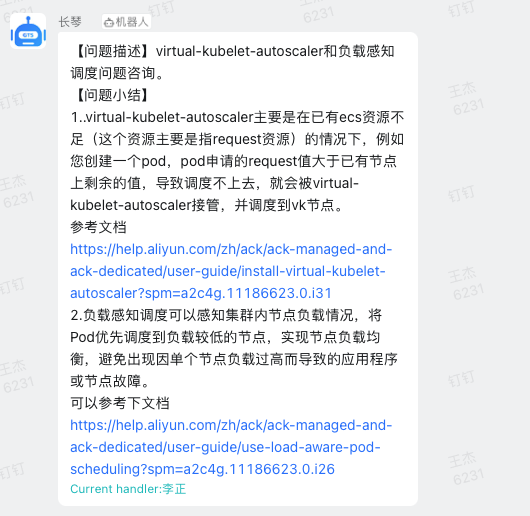 长琴 机器人
【问题描述】virtual-kubelet-autoscaler和负载感知
调度问题咨询。
【问题小结】
1..virtual-kubelet-autoscaler主要是在已有ecs资源不
足（这个资源主要是指request资源）的情况下，例如
您创建一个pod，pod申请的request值大于已有节点
上剩余的值，导致调度不上去，就会被virtual-
kubelet-autoscaler接管，并调度到vk节点。
参考文档
https://help.aliyun.com/zh/ack/ack-managed-and-
ack-dedicated/user-guide/install-virtual-kubelet-
autoscaler?spm=a2c4g.11186623.0.i31
2.负载感知调度可以感知集群内节点负载情况，将
Pod优先调度到负载较低的节点，实现节点负载均
衡，避免出现因单个节点负载过高而导致的应用程序
或节点故障。
可以参考下文档
https://help.aliyun.com/zh/ack/ack-managed-and-
ack-dedicated/user-guide/use-load-aware-pod-
scheduling?spm=a2c4g.11186623.0.i26
Current handler:李正
钉钉
6231
钉钉
王杰
6231
钉钉
王杰
6231
钉钉
王杰
6231
钉钉
王杰
6231
钉钉
王杰
6231
钉钉